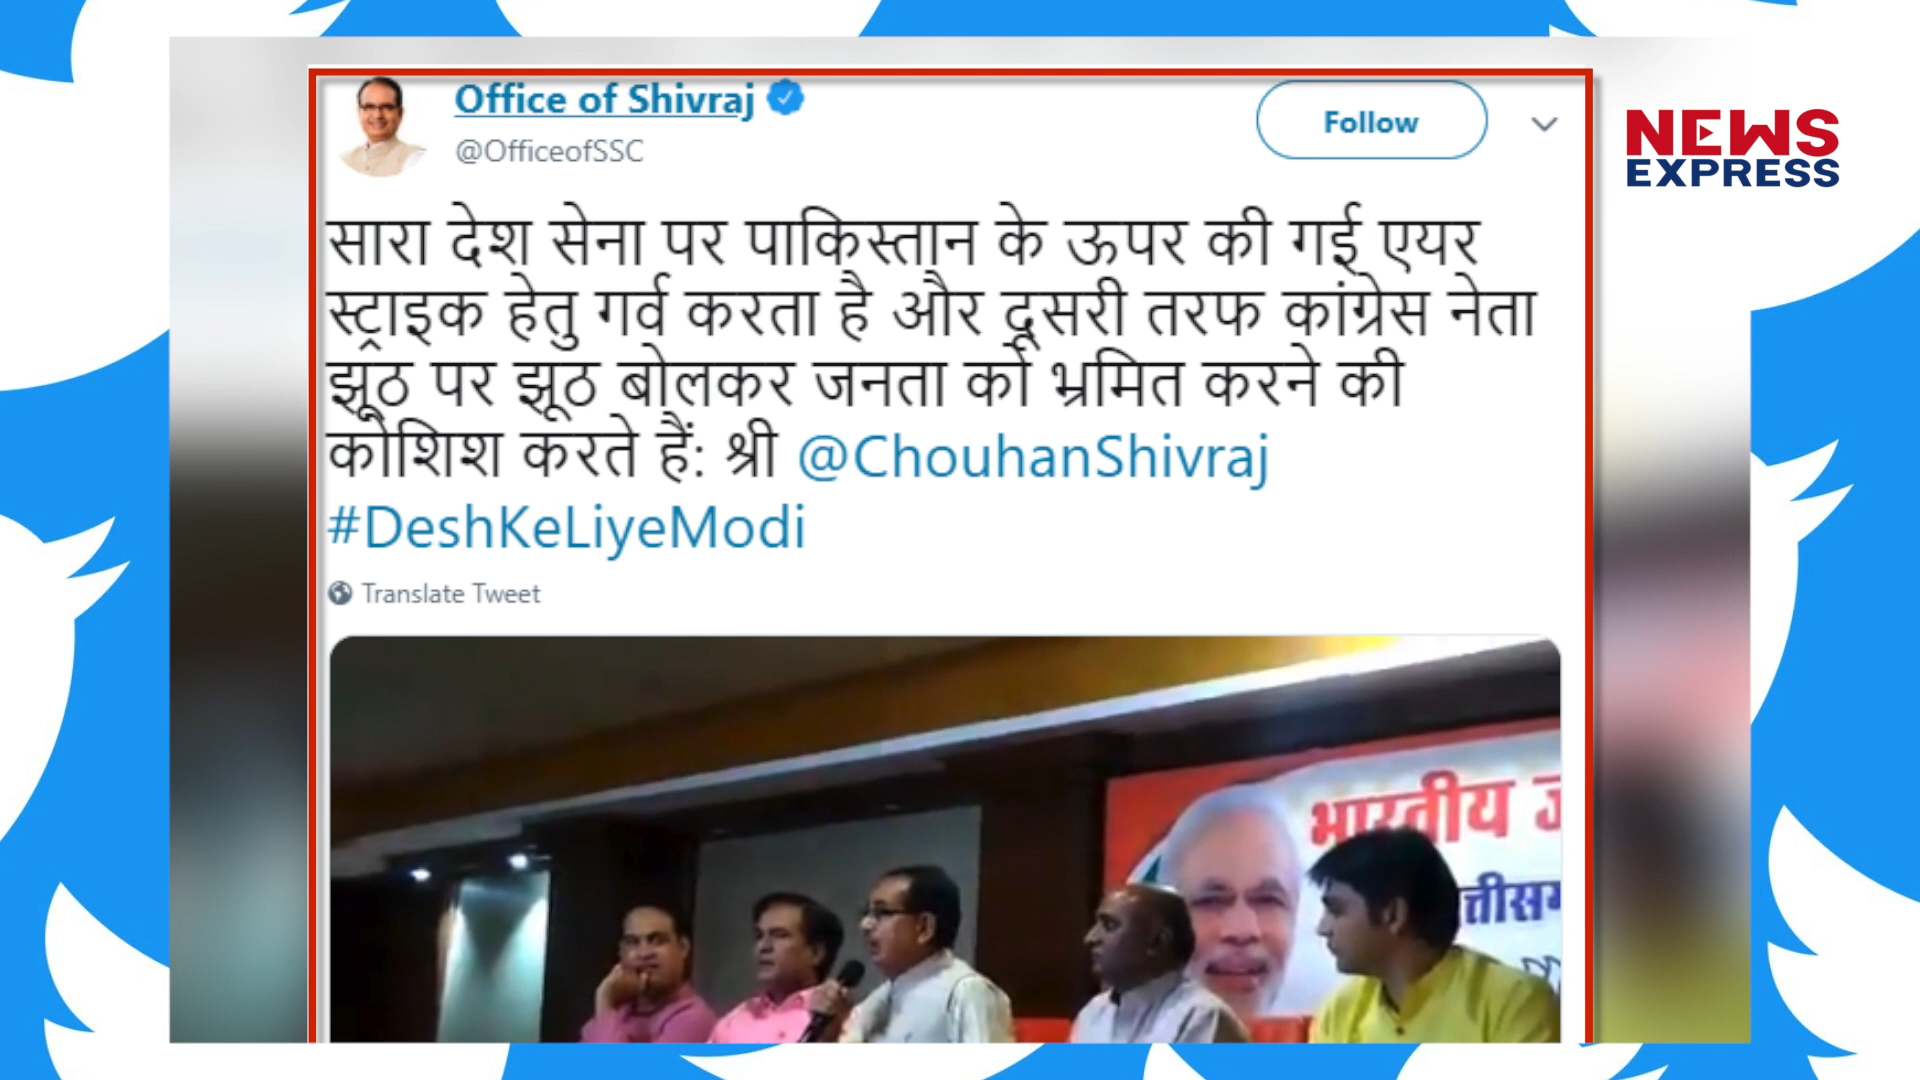 Office of Shivraj
@OfficeofSSC
Follow
NEWS
EXPRESS
सारा देश सेना पर पाकिस्तान के ऊपर की गई एयर
स्ट्राइक हेतु गर्व करता है और दूसरी तरफ कांग्रेस नेता
झूठ पर झूठ बोलकर जनता को भ्रमित करने की
कोशिश करते हैं: श्री @ChouhanShivraj
#DeshKeLiyeModi
Translate Tweet
भारतीय